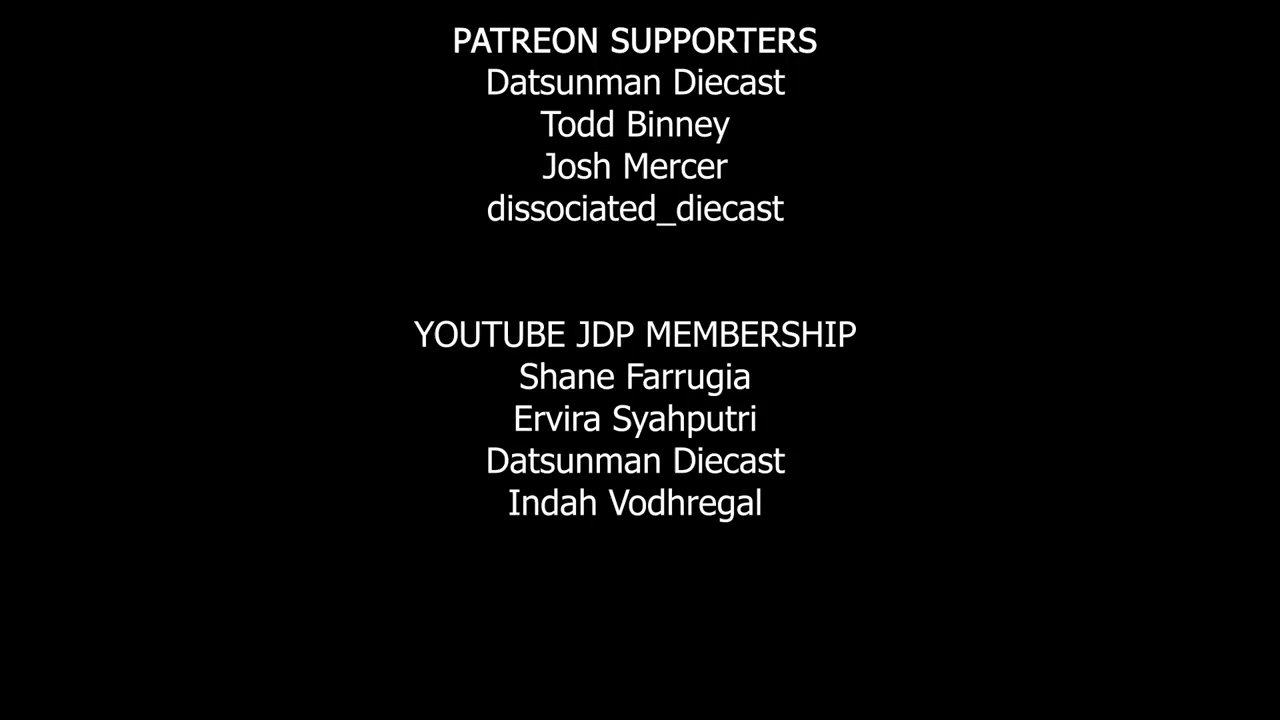 PATREON SUPPORTERS
Datsunman Diecast
Todd Binney
Josh Mercer
dissociated_diecast
YOUTUBE JDP MEMBERSHIP
Shane Farrugia
Ervira Syahputri
Datsunman Diecast
Indah Vodhregal